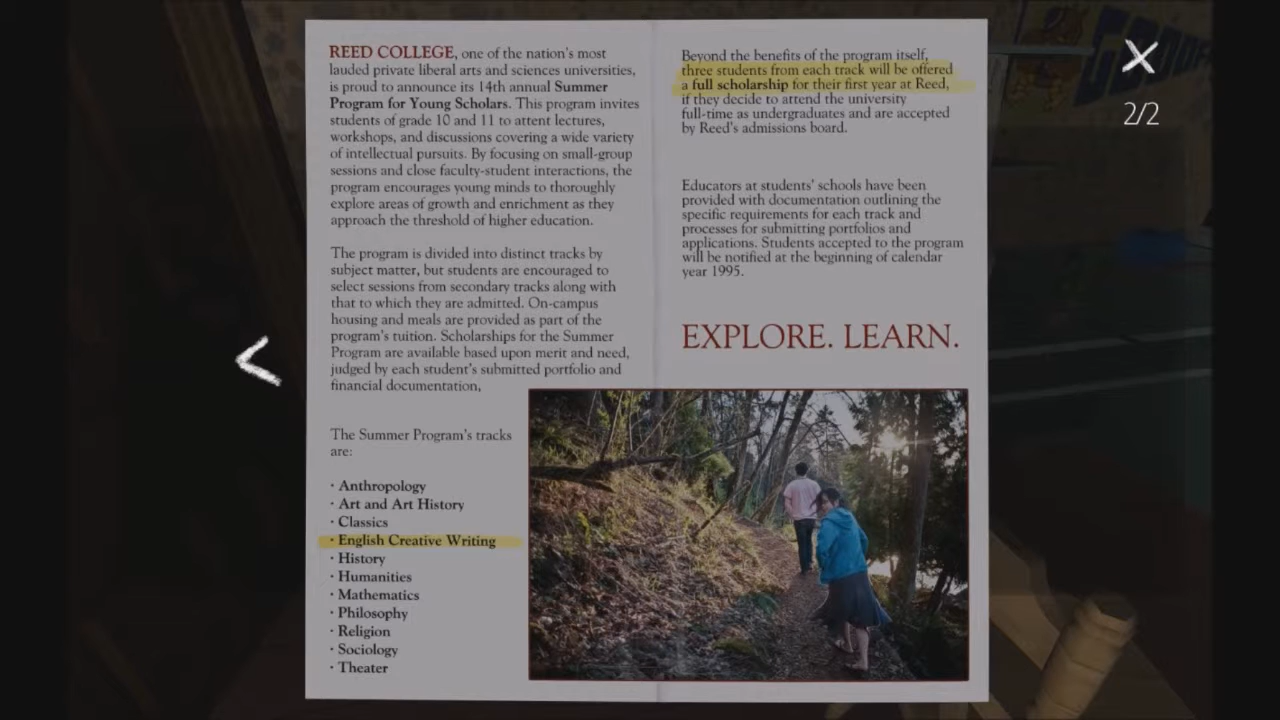 REED COLLEGE, one of the nation's most
lauded private liberal arts and sciences universities,
is proud to announce its 14th annual Summer
Program for Young Scholars. This program invites
students of grade 10 and 11 to attent lectures,
workshops, and discussions covering a wide variety
of intellectual pursuits. By focusing on small-group
sessions and close faculty-student interactions, the
program encourages young minds to thoroughly
explore areas of growth and enrichment as they
approach the threshold of higher education.
The program is divided into distinct tracks by
subject matter, but students are encouraged to
select sessions from secondary tracks along with
that to which they are admitted. On-campus
housing and meals are provided as part of the
program's tuition. Scholarships for the Summer
Program are available based upon merit and need,
judged by each student's submitted portfolio and
financial documentation,
The Summer Program's tracks
are:
· Anthropology
· Art and Art History
· Classics
· English Creative Writing
· History
· Humanities
· Mathematics
· Philosophy
· Religion
· Sociology
· Theater
Beyond the benefits of the program itself,
three students from each track will be offered
a full scholarship for their first year at Reed,
if they decide to attend the university
full-time as undergraduates and are accepted
by Reed's admissions board.
Educators at students' schools have been
provided with documentation outlining the
specific requirements for each track and
processes for submitting portfolios and
applications. Students accepted to the program
will be notified at the beginning of calendar
year 1995.
EXPLORE. LEARN.
2/2